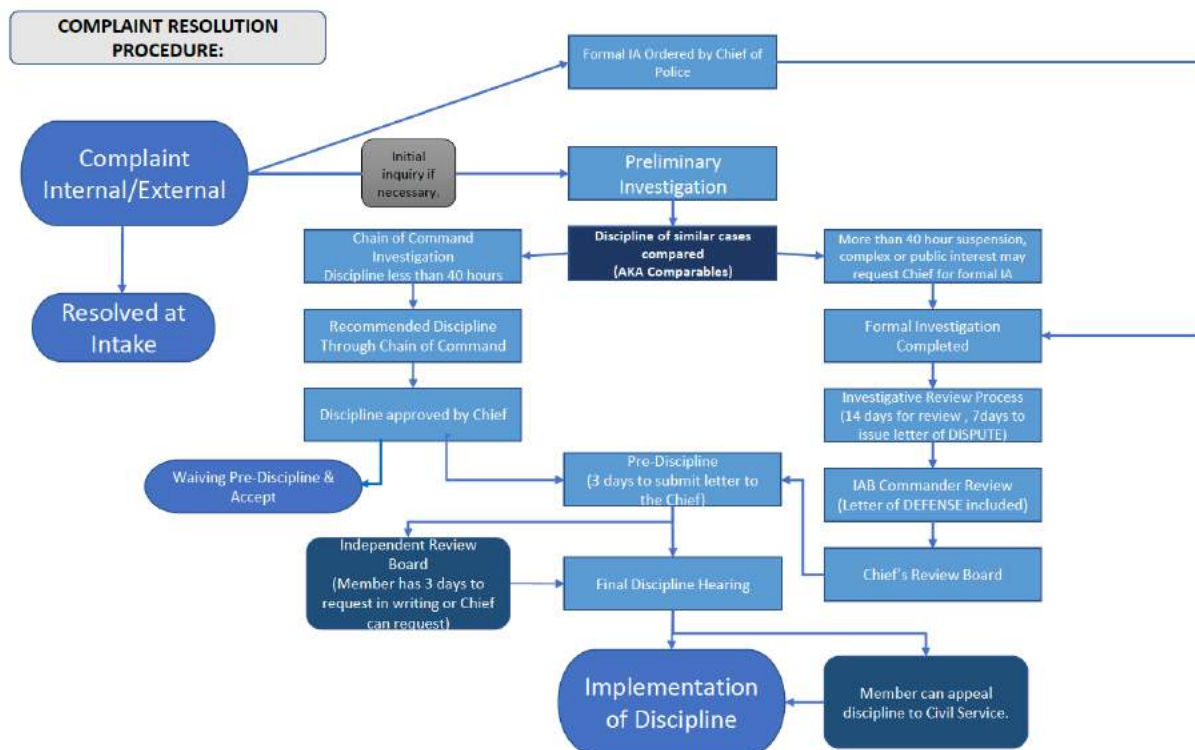 COMPLAINT RESOLUTION
PROCEDURE:
Formal IA Ordered by Chief of
Police
Complaint
Internal/External
Initial
inquiry if
necessary.
Preliminary
Investigation
Chain of Command
Investigation
Discipline less than 40 hours
Discipline of similar cases
compared
(AKA Comparables)
More than 40 hour suspension,
complex or public interest may
request Chief for formal IA
Resolved at
Intake
Recommended Discipline
Through Chain of Command
Formal Investigation
Completed
Discipline approved by Chief
Investigative Review Process
(14 days for review , 7days to
issue letter of DISPUTE)
Waiving Pre-Discipline &
Accept
Pre-Discipline
(3 days to submit letter to
the Chief)
IAB Commander Review
(Letter of DEFENSE included)
Independent Review
Board
(Member has 3 days to
request in writing or Chief
can request)
Final Discipline Hearing
Chief's Review Board
Implementation
of Discipline
Member can appeal
discipline to Civil Service.